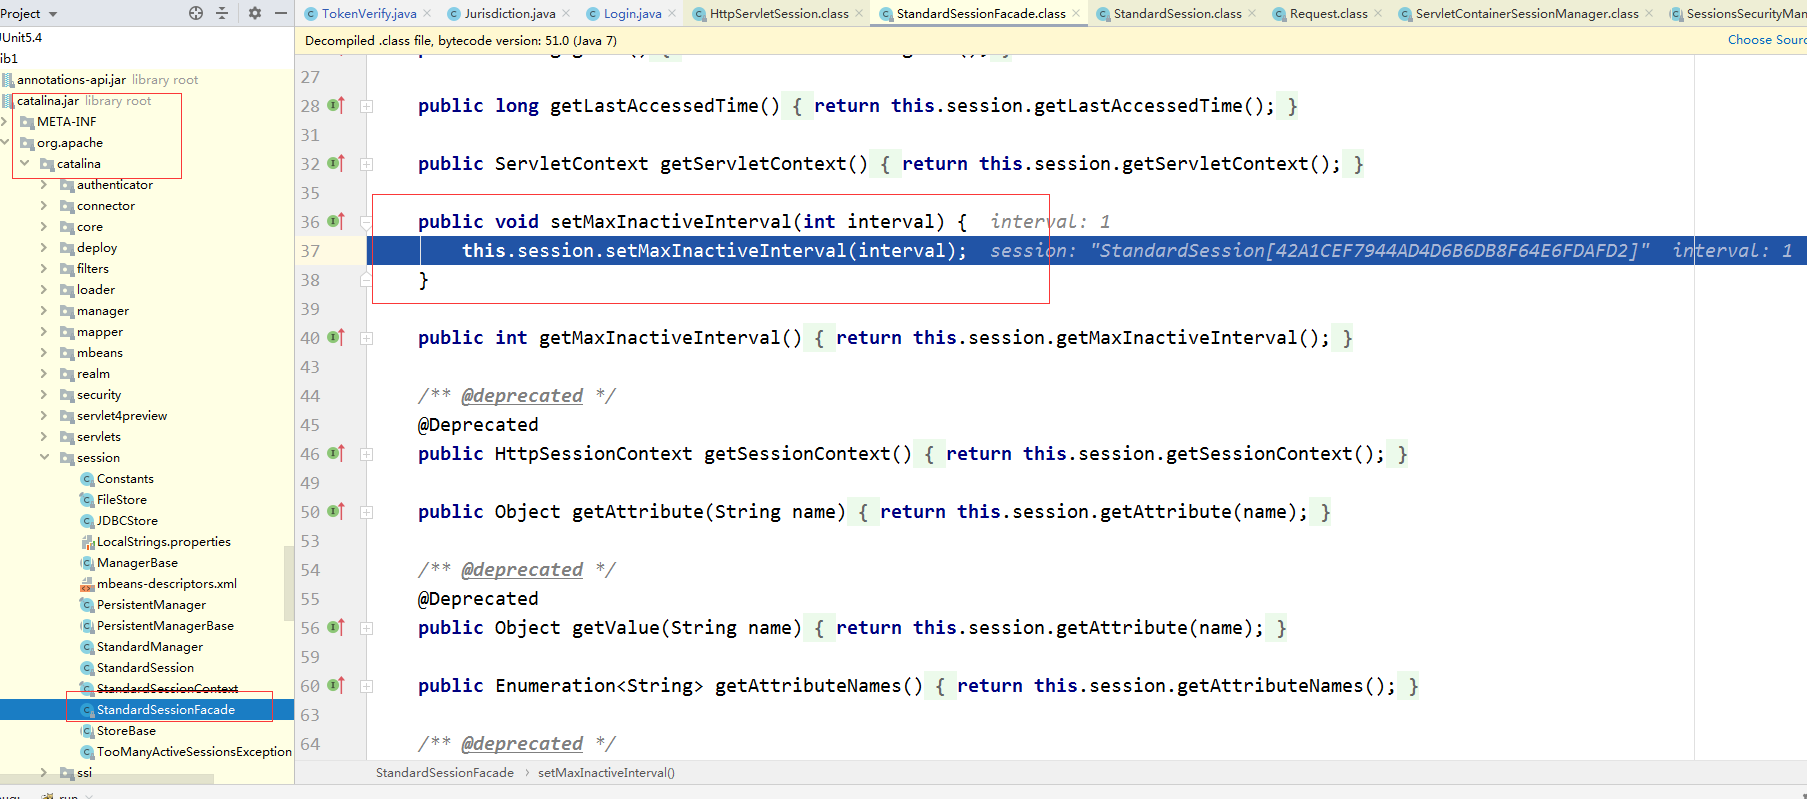 Project
TokenVerify.java
Jurisdiction.java
Login.java
HttpServletSession.class
StandardSessionFacade.class
StandardSession.class
Request.class
ServletContainerSessionManager.class
SessionsSecurityMan
Decompiled .class file, bytecode version: 51.0 (Java 7)
Choose Sourc
JUnit5.4
ib1
annotations-api.jar library root
catalina.jar library root
META-INF
org.apache
catalina
authenticator
connector
core
deploy
filters
loader
manager
mapper
mbeans
realm
security
servlet4preview
servlets
session
Constants
FileStore
JDBCStore
LocalStrings.properties
ManagerBase
mbeans-descriptors.xml
PersistentManager
PersistentManagerBase
StandardManager
StandardSession
StandardSessionContext
StandardSessionFacade
StoreBase
TooManyActiveSessionsException
ssi
27
28 public long getLastAccessedTime() { return this.session.getLastAccessedTime(); }
31
32 public ServletContext getServletContext() { return this.session.getServletContext(); }
35
36 public void setMaxInactiveInterval(int interval) { interval: 1
37 this.session.setMaxInactiveInterval(interval); session: "StandardSession[42A1CEF7944AD4D6B6DB8F64E6FDAFD2]" interval: 1
38 }
39
40 public int getMaxInactiveInterval() { return this.session.getMaxInactiveInterval(); }
43
44 /** @deprecated */
45 @Deprecated
46 public HttpSessionContext getSessionContext() { return this.session.getSessionContext(); }
49
50 public Object getAttribute(String name) { return this.session.getAttribute(name); }
53
54 /** @deprecated */
55 @Deprecated
56 public Object getValue(String name) { return this.session.getAttribute(name); }
59
60 public Enumeration<String> getAttributeNames() { return this.session.getAttributeNames(); }
63
64 /** @deprecated */
StandardSessionFacade › setMaxInactiveInterval()